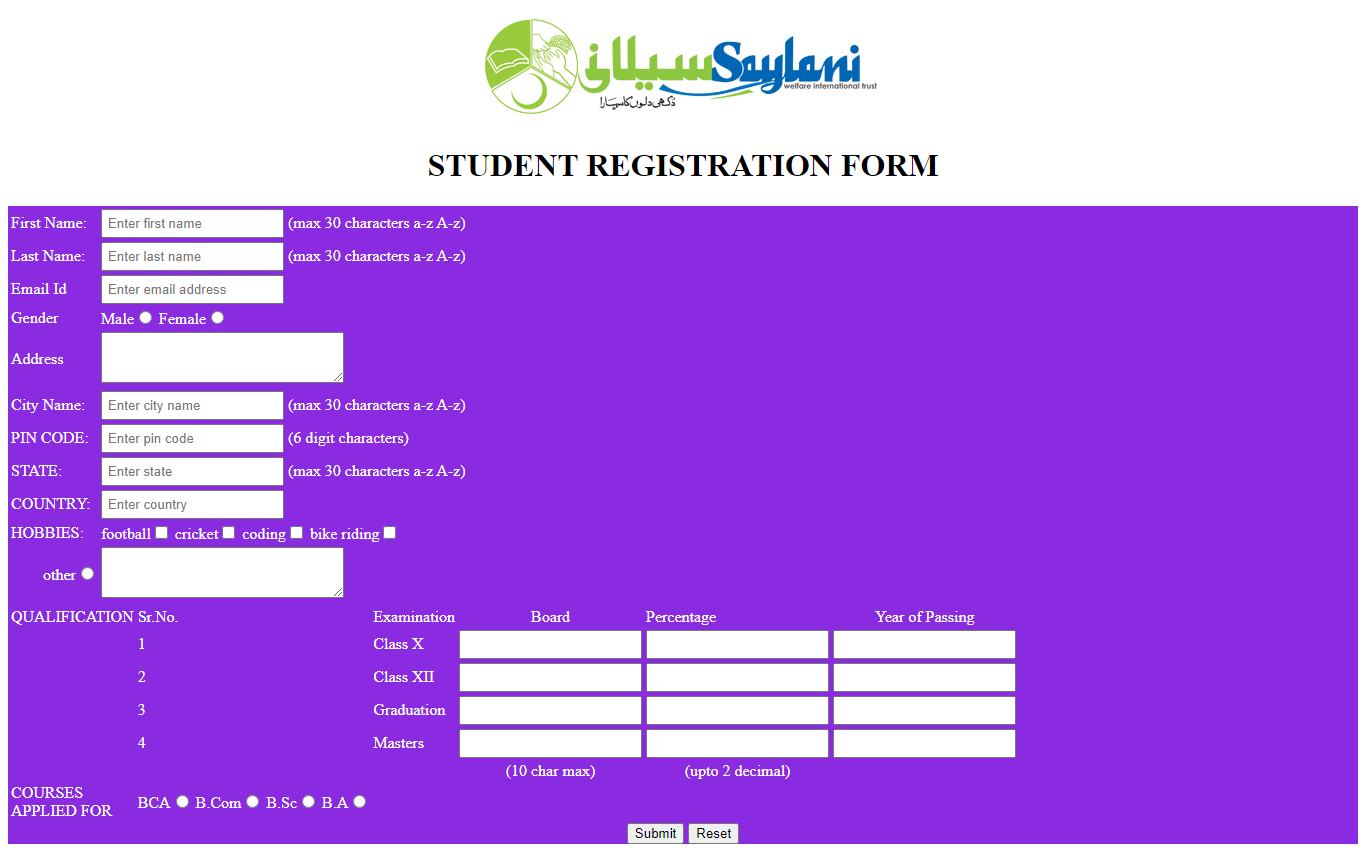 سیلانی Saylani
welfare international trust
دکھی دلوں کا سہارا
STUDENT REGISTRATION FORM
First Name: Enter first name (max 30 characters a-z A-z)
Last Name: Enter last name (max 30 characters a-z A-z)
Email Id Enter email address
Gender Male Female
Address
City Name: Enter city name (max 30 characters a-z A-z)
PIN CODE: Enter pin code (6 digit characters)
STATE: Enter state (max 30 characters a-z A-z)
COUNTRY: Enter country
HOBBIES: football cricket coding bike riding
other
QUALIFICATION Sr.No. Examination Board Percentage Year of Passing
1 Class X
2 Class XII
3 Graduation
4 Masters
(10 char max) (upto 2 decimal)
COURSES
APPLIED FOR BCA B.Com B.Sc B.A
Submit Reset